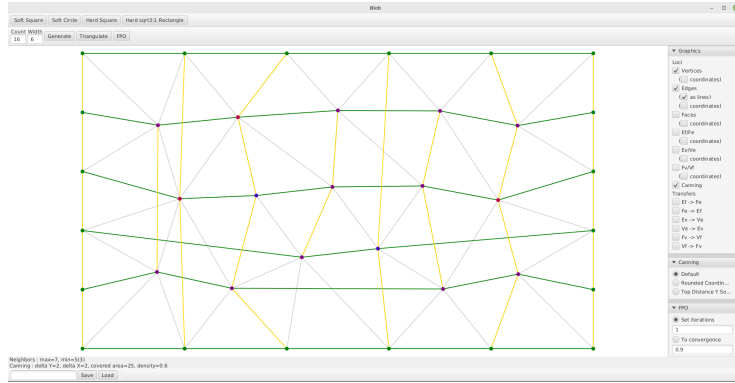 Blob
Soft Square Soft Circle Hard Square Hard sqrt3:1 Rectangle
Count Width
16 6 Generate Triangulate FPO
Graphics
Loci
Vertices
( coordinates)
Edges
( as lines)
( coordinates)
Faces
( coordinates)
Ef/Fe
( coordinates)
Ev/Ve
( coordinates)
Fv/Vf
( coordinates)
Canning
Transfers
Ef -> Fe
Fe -> Ef
Ev -> Ve
Ve -> Ev
Fv -> Vf
Vf -> Fv
Canning
Default
Rounded Coordin...
Top Distance Y So...
FPO
Set iterations
1
To convergence
0.9
Neighbors : max=7, min=5(3)
Canning : delta Y=2, delta X=2, covered area=25, density=0.6
Save Load